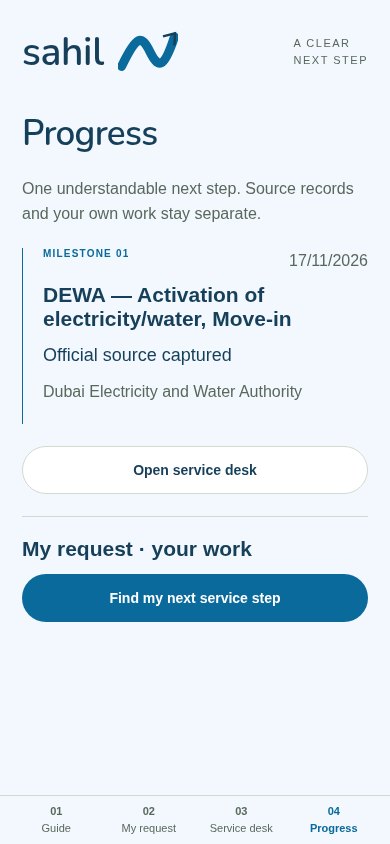 sahil
A CLEAR
NEXT STEP
Progress
One understandable next step. Source records
and your own work stay separate.
MILESTONE 01
17/11/2026
DEWA — Activation of
electricity/water, Move-in
Official source captured
Dubai Electricity and Water Authority
Open service desk
My request · your work
Find my next service step
01 02 03 04
Guide My request Service desk Progress